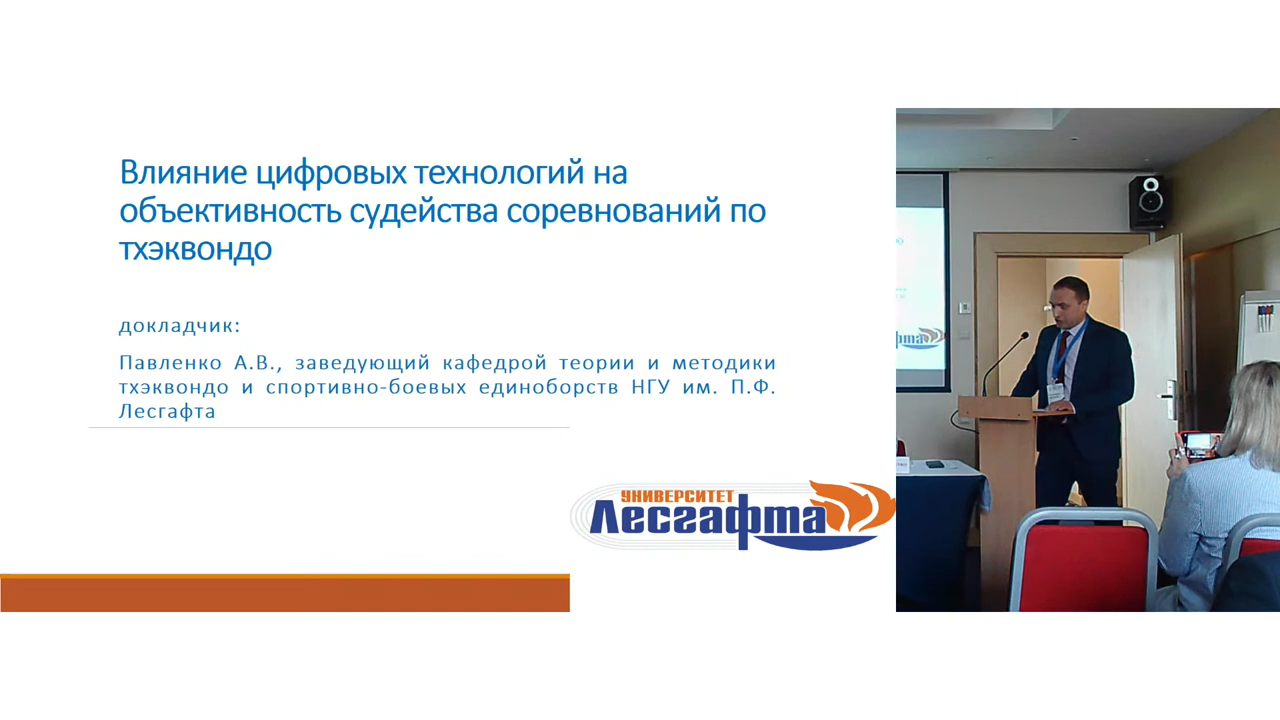 Влияние цифровых технологий на
объективность судейства соревнований по
тхэквондо
докладчик:
Павленко А.В., заведующий кафедрой теории и методики
тхэквондо и спортивно-боевых единоборств НГУ им. П.Ф.
Лесгафта
УНИВЕРСИТЕТ
Лесгафта